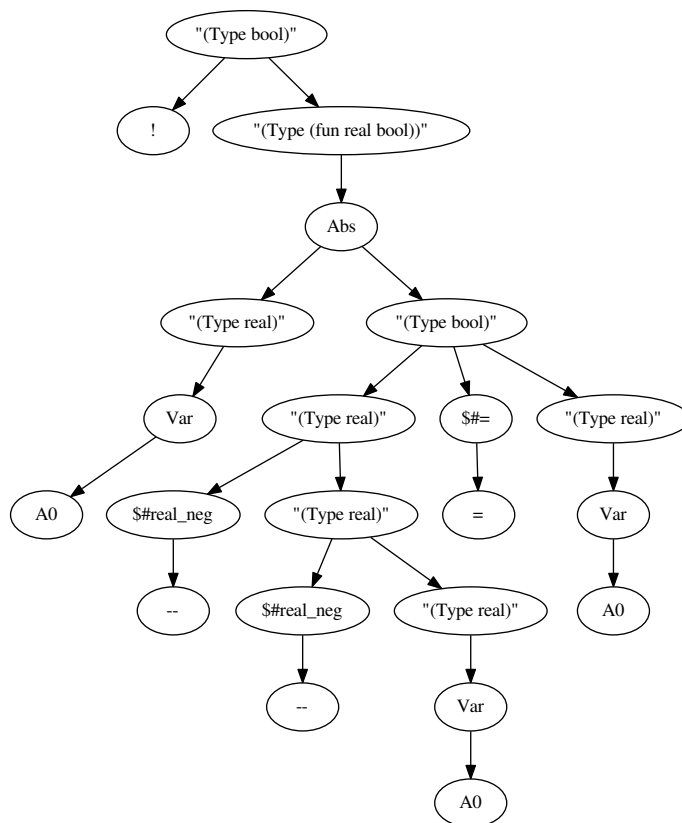 "(Type bool)"
!
"(Type (fun real bool))"
Abs
"(Type real)"
"(Type bool)"
Var
"(Type real)"
$#=
"(Type real)"
A0
$#real_neg
"(Type real)"
=
Var
--
$#real_neg
"(Type real)"
A0
--
Var
A0